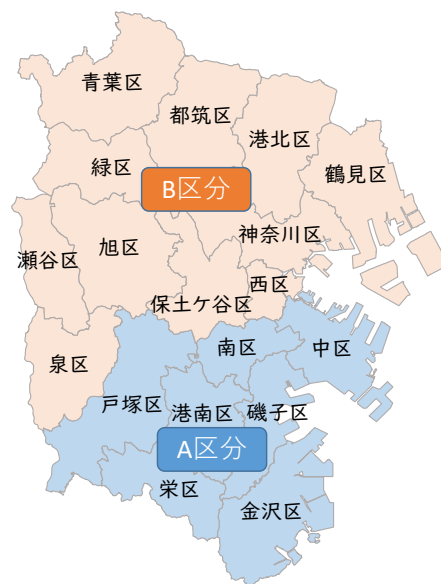 青葉区
都筑区
港北区
緑区
鶴見区
B区分
神奈川区
旭区
瀬谷区
西区
保土ケ谷区
南区
中区
泉区
戸塚区
港南区
磯子区
A区分
栄区
金沢区